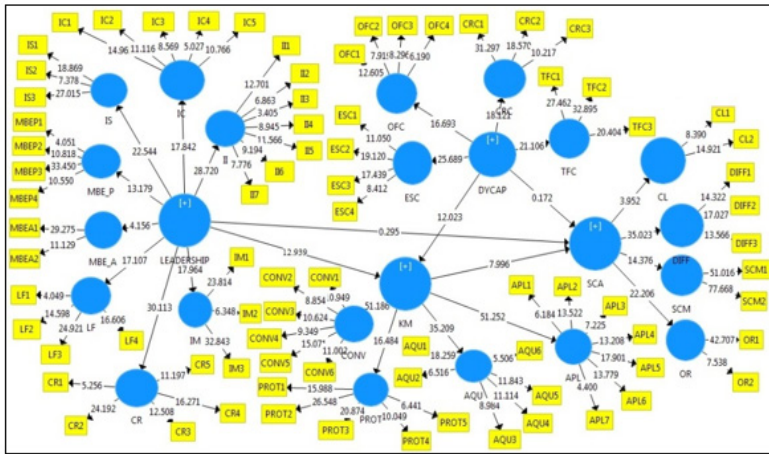 IC1
IC2
IC3
IC4
IC5
14.96
11.116
8.569
5.027
10.766
IC
IS1
IS2
IS3
18.869
7.378
27.015
IS
II1
II2
II3
II4
II5
II6
II7
12.701
6.863
3.405
8.945
11.566
9.194
7.776
II
MBEP1
MBEP2
MBEP3
MBEP4
4.051
10.818
33.450
10.550
MBE_P
MBEA1
MBEA2
29.275
11.129
MBE_A
22.544
17.842
28.720
13.179
4.156
17.107
30.113
17.964
[+]
LEADERSHIP
LF1
LF2
LF3
LF4
4.049
14.598
24.921
16.606
LF
IM1
IM2
IM3
23.814
6.348
32.843
IM
CR1
CR2
CR3
CR4
CR5
5.256
24.192
12.508
16.271
11.197
CR
OFC1
OFC2
OFC3
OFC4
12.605
7.919
8.296
6.190
OFC
CRC1
CRC2
CRC3
31.297
18.570
10.217
CRC
TFC1
TFC2
TFC3
27.462
32.895
20.404
TFC
ESC1
ESC2
ESC3
ESC4
11.050
19.120
17.439
8.412
ESC
16.693
25.689
21.106
[+]
DYCAP
12.023
0.172
0.295
12.939
7.996
[+]
KM
[+]
SCA
3.952
35.023
14.376
22.206
CL1
CL2
8.390
14.921
CL
DIFF1
DIFF2
DIFF3
14.322
17.027
13.566
DIFF
SCM1
SCM2
51.016
77.668
SCM
OR1
OR2
42.707
7.538
OR
CONV1
CONV2
CONV3
CONV4
CONV5
CONV6
8.854
10.624
9.349
11.002
CONV
51.186
16.484
35.209
51.252
PROT1
PROT2
PROT3
PROT4
PROT5
15.988
26.548
20.874
10.049
6.441
PROT
AQU1
AQU2
AQU3
AQU4
AQU5
AQU6
18.259
6.516
8.984
11.114
11.843
5.506
AQU
APL1
APL2
APL3
APL4
APL5
APL6
APL7
6.184
13.522
7.225
13.208
17.901
13.779
4.400
APL